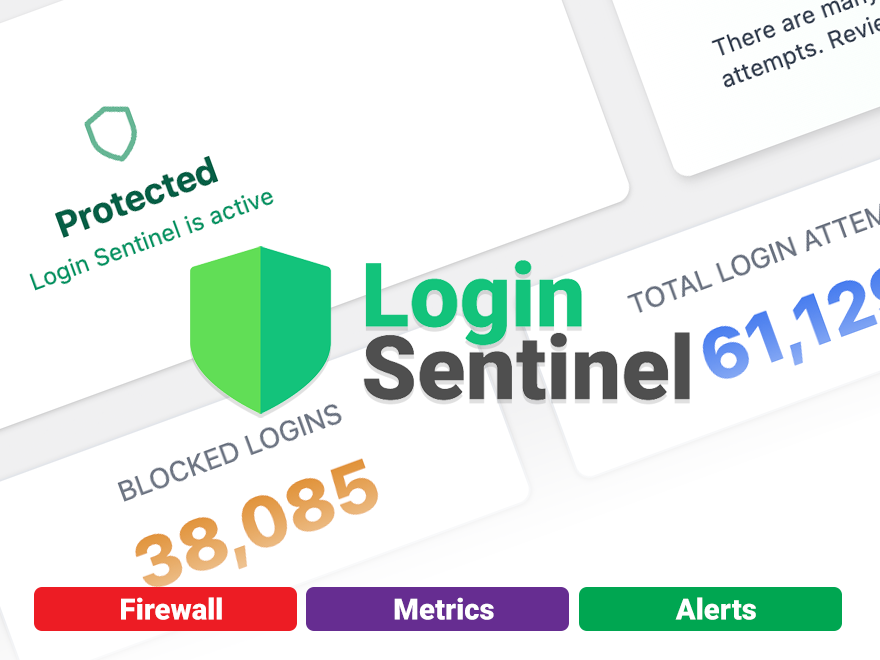 There are many
attempts. Revie
Protected
Login Sentinel is active
Login
Sentinel
TOTAL LOGIN ATTEM
61,129
BLOCKED LOGINS
38,085
Firewall
Metrics
Alerts